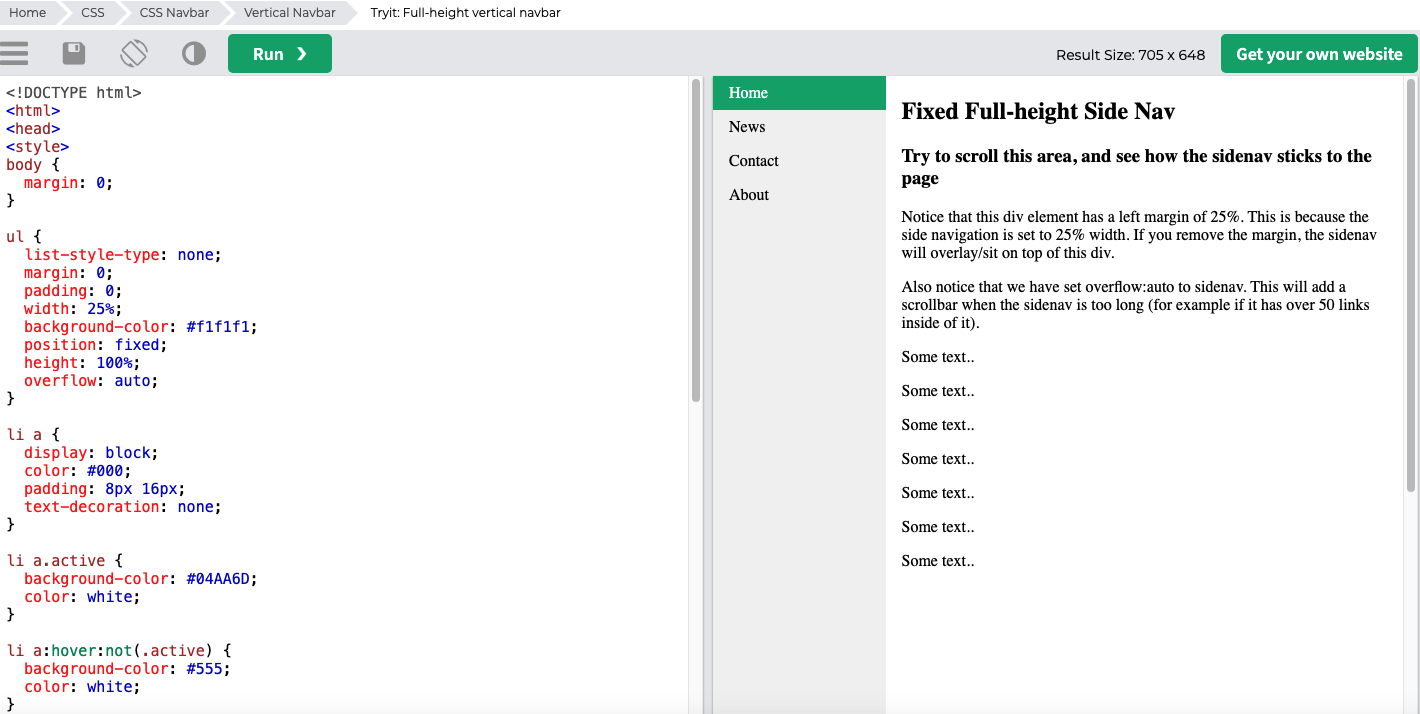 Home CSS CSS Navbar Vertical Navbar Tryit: Full-height vertical navbar
Run ❯ Result Size: 705 x 648 Get your own website
<!DOCTYPE html>
<html>
<head>
<style>
body {
  margin: 0;
}

ul {
  list-style-type: none;
  margin: 0;
  padding: 0;
  width: 25%;
  background-color: #f1f1f1;
  position: fixed;
  height: 100%;
  overflow: auto;
}

li a {
  display: block;
  color: #000;
  padding: 8px 16px;
  text-decoration: none;
}

li a.active {
  background-color: #04AA6D;
  color: white;
}

li a:hover:not(.active) {
  background-color: #555;
  color: white;
}
Home
News
Contact
About
Fixed Full-height Side Nav
Try to scroll this area, and see how the sidenav sticks to the
page
Notice that this div element has a left margin of 25%. This is because the
side navigation is set to 25% width. If you remove the margin, the sidenav
will overlay/sit on top of this div.
Also notice that we have set overflow:auto to sidenav. This will add a
scrollbar when the sidenav is too long (for example if it has over 50 links
inside of it).
Some text..
Some text..
Some text..
Some text..
Some text..
Some text..
Some text..